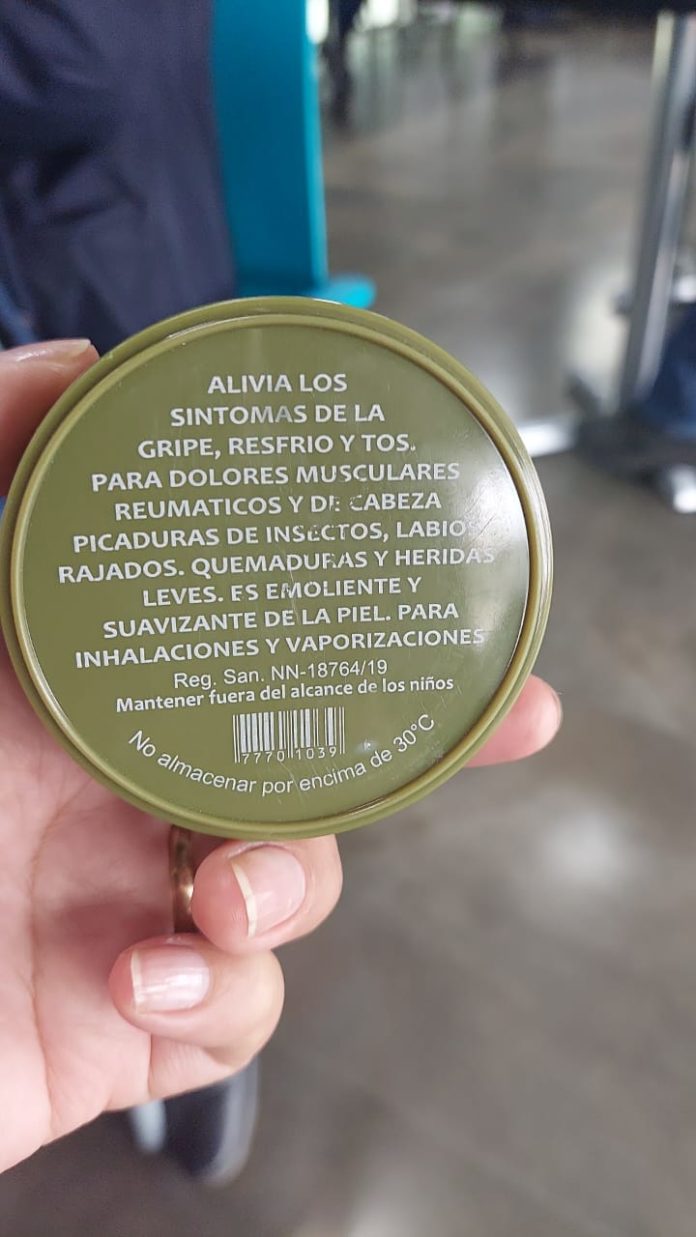 ALIVIA LOS
SINTOMAS DE LA
GRIPE, RESFRIO Y TOS.
PARA DOLORES MUSCULARES
REUMATICOS Y DE CABEZA
PICADURAS DE INSECTOS, LABIOS
RAJADOS. QUEMADURAS Y HERIDAS
LEVES. ES EMOLIENTE Y
SUAVIZANTE DE LA PIEL. PARA
INHALACIONES Y VAPORIZACIONES
Reg. San. NN-18764/19
Mantener fuera del alcance de los niños
77701039
No almacenar por encima de 30°C